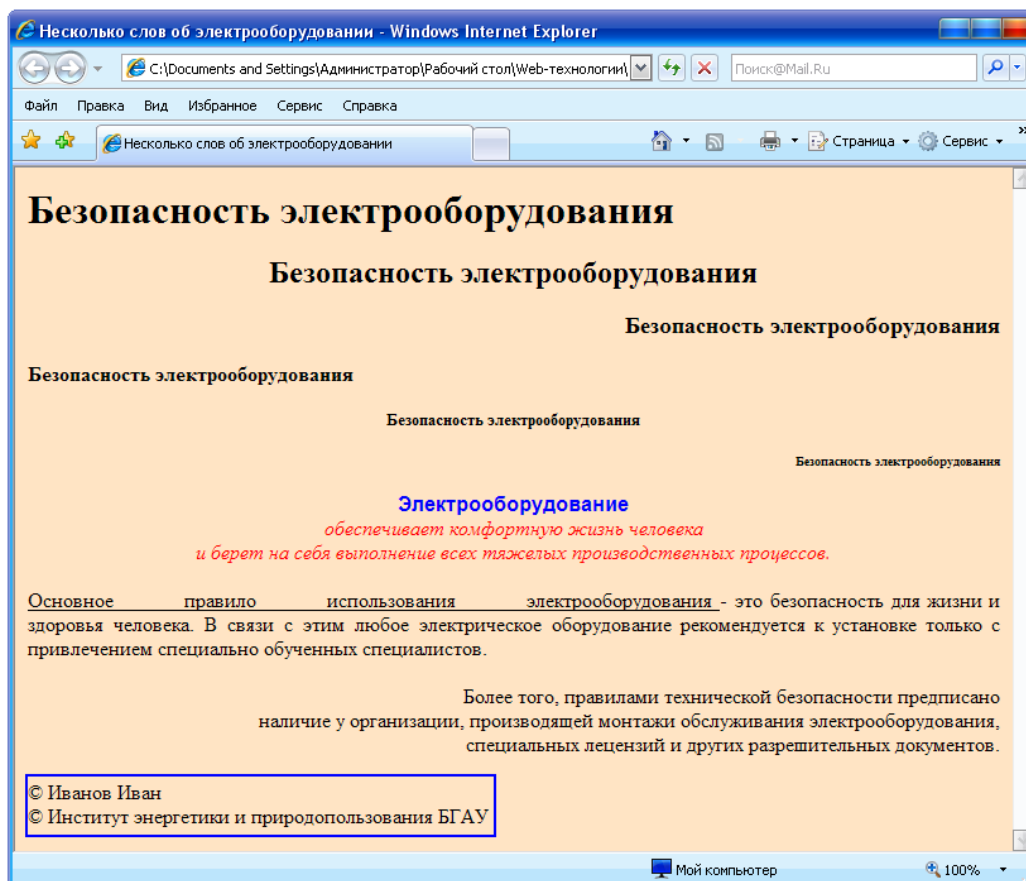 Несколько слов об электрооборудовании - Windows Internet Explorer
C:\Documents and Settings\Администратор\Рабочий стол\Web-технологии\
Поиск@Mail.Ru
Файл Правка Вид Избранное Сервис Справка
Несколько слов об электрооборудовании
Страница Сервис »
Безопасность электрооборудования
Безопасность электрооборудования
Безопасность электрооборудования
Безопасность электрооборудования
Безопасность электрооборудования
Безопасность электрооборудования
Электрооборудование
обеспечивает комфортную жизнь человека
и берет на себя выполнение всех тяжелых производственных процессов.
Основное правило использования электрооборудования - это безопасность для жизни и
здоровья человека. В связи с этим любое электрическое оборудование рекомендуется к установке только с
привлечением специально обученных специалистов.
Более того, правилами технической безопасности предписано
наличие у организации, производящей монтажи обслуживания электрооборудования,
специальных лецензий и других разрешительных документов.
© Иванов Иван
© Институт энергетики и природопользования БГАУ
Мой компьютер 100%